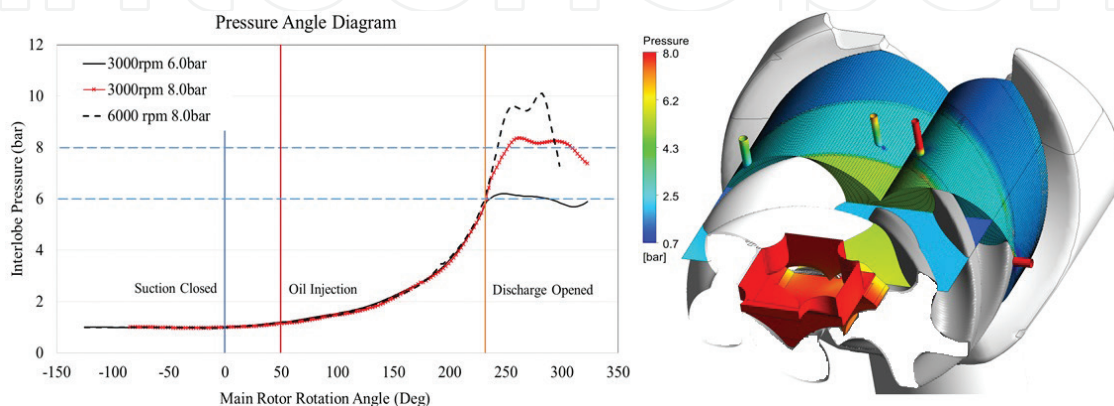 Pressure Angle Diagram
12
10
8
6
4
2
0
Interlobe Pressure (bar)
3000rpm 6.0bar
3000rpm 8.0bar
6000 rpm 8.0bar
Suction Closed
Oil Injection
Discharge Opened
-150 -100 -50 0 50 100 150 200 250 300 350
Main Rotor Rotation Angle (Deg)
Pressure
8.0
6.2
4.3
2.5
0.7
[bar]